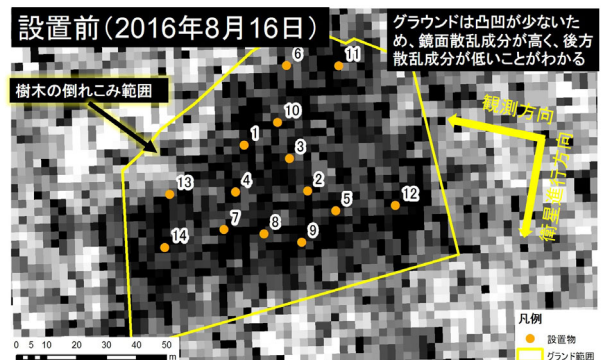 設置前(2016年8月16日)
グラウンドは凸凹が少ないた
め、鏡面散乱成分が高く、後方
散乱成分が低いことがわかる
樹木の倒れこみ範囲
観測方向
衛星進行方向
6
11
10
1
3
13
4
2
5
12
7
8
9
14
凡例
設置物
グランド範囲
0 5 10 20 30 40 50
m